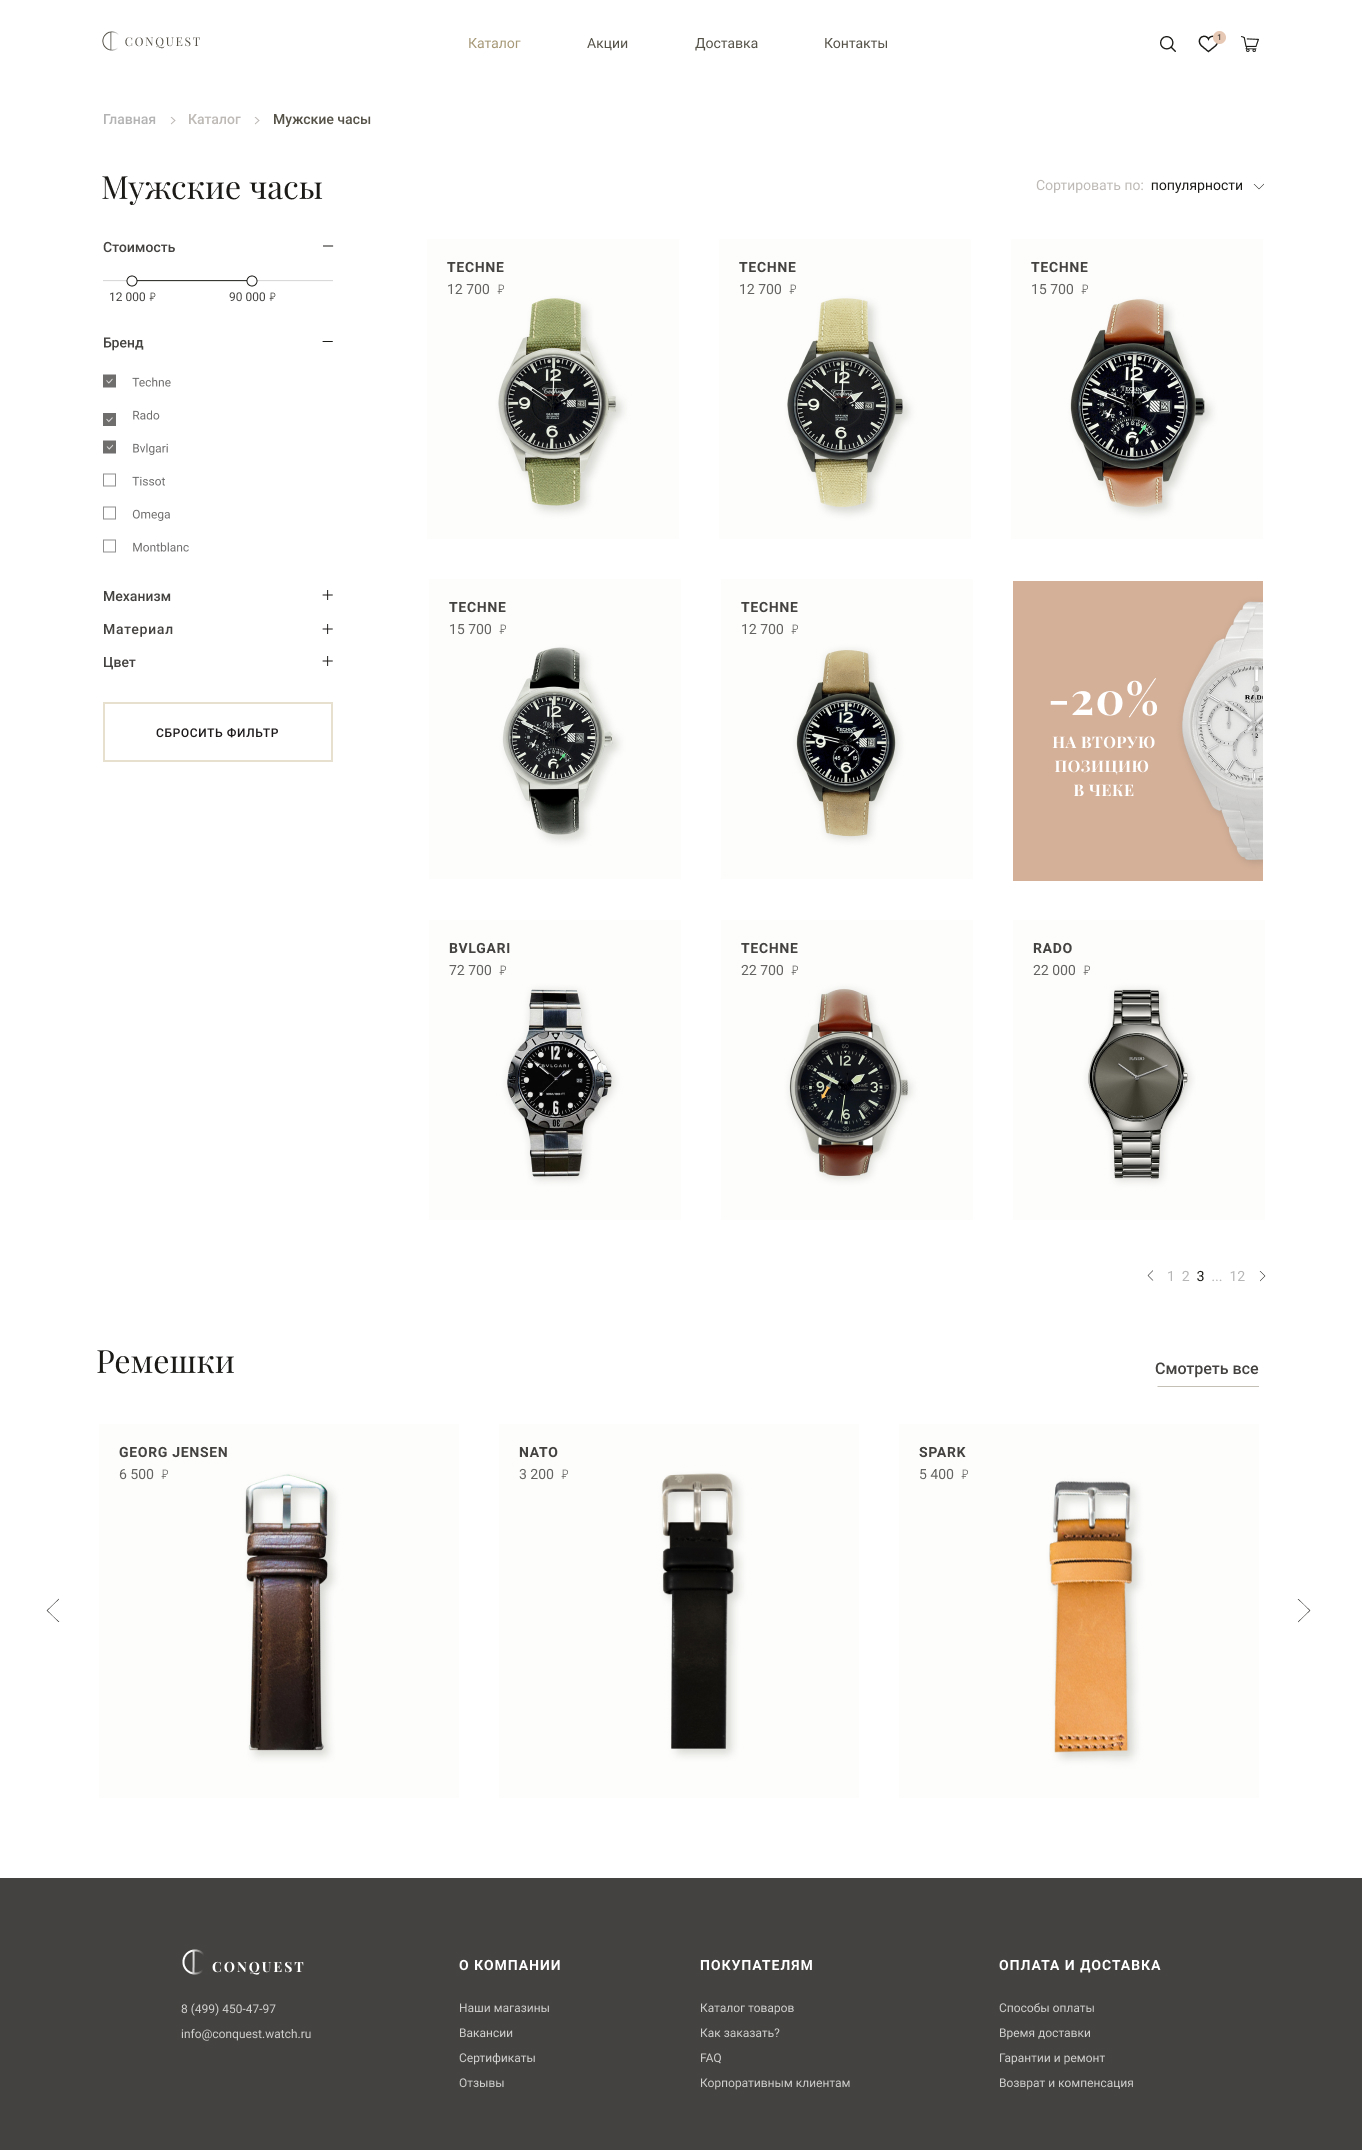 CONQUEST
Каталог
Акции
Доставка
Контакты
1
Главная
Каталог
Мужские часы
Мужские часы
Сортировать по: популярности
Стоимость
12 000 ₽
90 000 ₽
Бренд
Techne
Rado
Bvlgari
Tissot
Omega
Montblanc
Механизм
Материал
Цвет
СБРОСИТЬ ФИЛЬТР
TECHNE
12 700 ₽
TECHNE
12 700 ₽
TECHNE
15 700 ₽
TECHNE
15 700 ₽
TECHNE
12 700 ₽
-20%
НА ВТОРУЮ
ПОЗИЦИЮ
В ЧЕКЕ
BVLGARI
72 700 ₽
TECHNE
22 700 ₽
RADO
22 000 ₽
1 2 3 ... 12
Ремешки
Смотреть все
GEORG JENSEN
6 500 ₽
NATO
3 200 ₽
SPARK
5 400 ₽
CONQUEST
8 (499) 450-47-97
info@conquest.watch.ru
О КОМПАНИИ
Наши магазины
Вакансии
Сертификаты
Отзывы
ПОКУПАТЕЛЯМ
Каталог товаров
Как заказать?
FAQ
Корпоративным клиентам
ОПЛАТА И ДОСТАВКА
Способы оплаты
Время доставки
Гарантии и ремонт
Возврат и компенсация